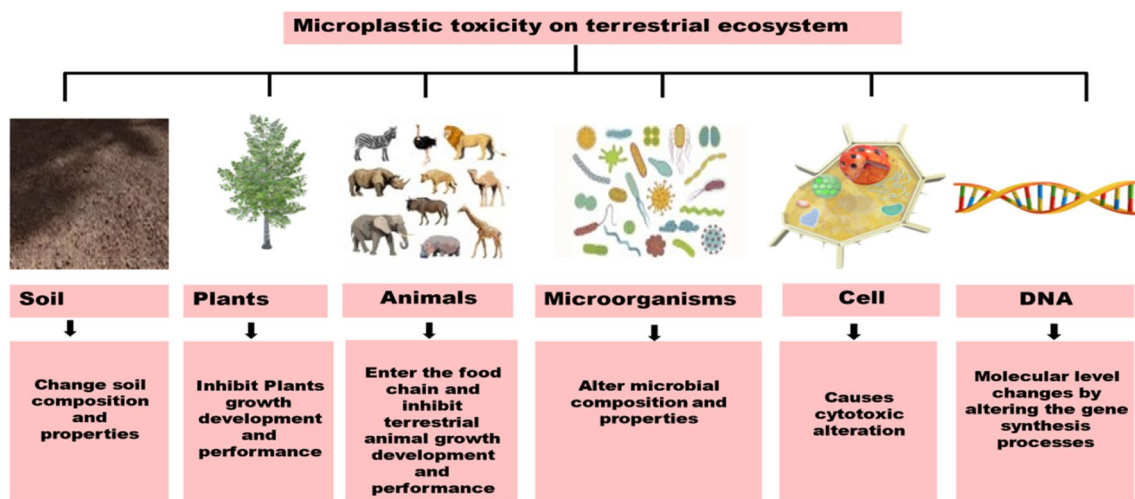 Microplastic toxicity on terrestrial ecosystem
Soil
Plants
Animals
Microorganisms
Cell
DNA
Change soil
composition
and
properties
Inhibit Plants
growth
development
and
performance
Enter the food
chain and
inhibit
terrestrial
animal growth
development
and
performance
Alter microbial
composition and
properties
Causes
cytotoxic
alteration
Molecular level
changes by
altering the gene
synthesis
processes